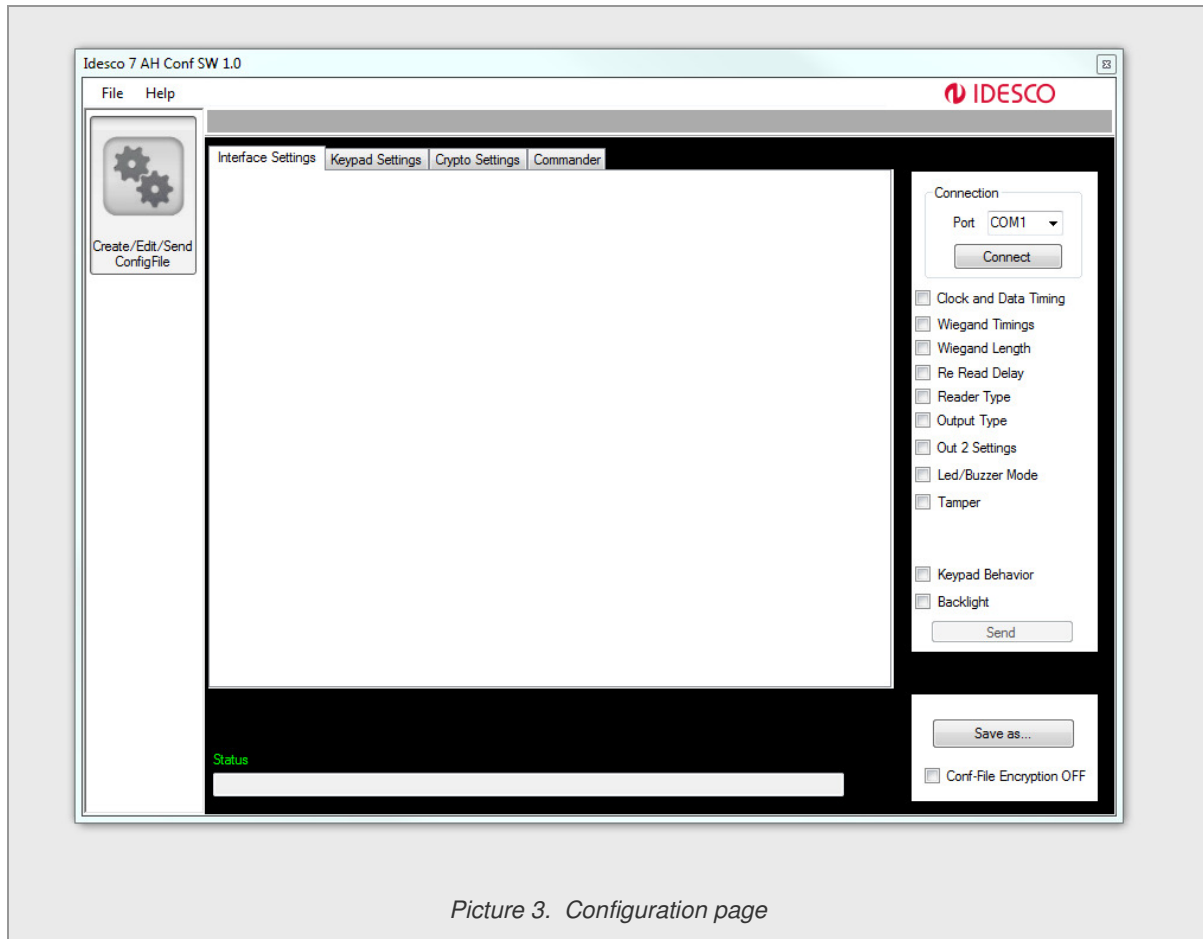 Idesco 7 AH Conf SW 1.0
File Help
IDESCO
Create/Edit/Send
ConfigFile
Interface Settings Keypad Settings Crypto Settings Commander
Connection
Port COM1
Connect
Clock and Data Timing
Wiegand Timings
Wiegand Length
Re Read Delay
Reader Type
Output Type
Out 2 Settings
Led/Buzzer Mode
Tamper
Keypad Behavior
Backlight
Send
Save as...
Status
Conf-File Encryption OFF
Picture 3. Configuration page